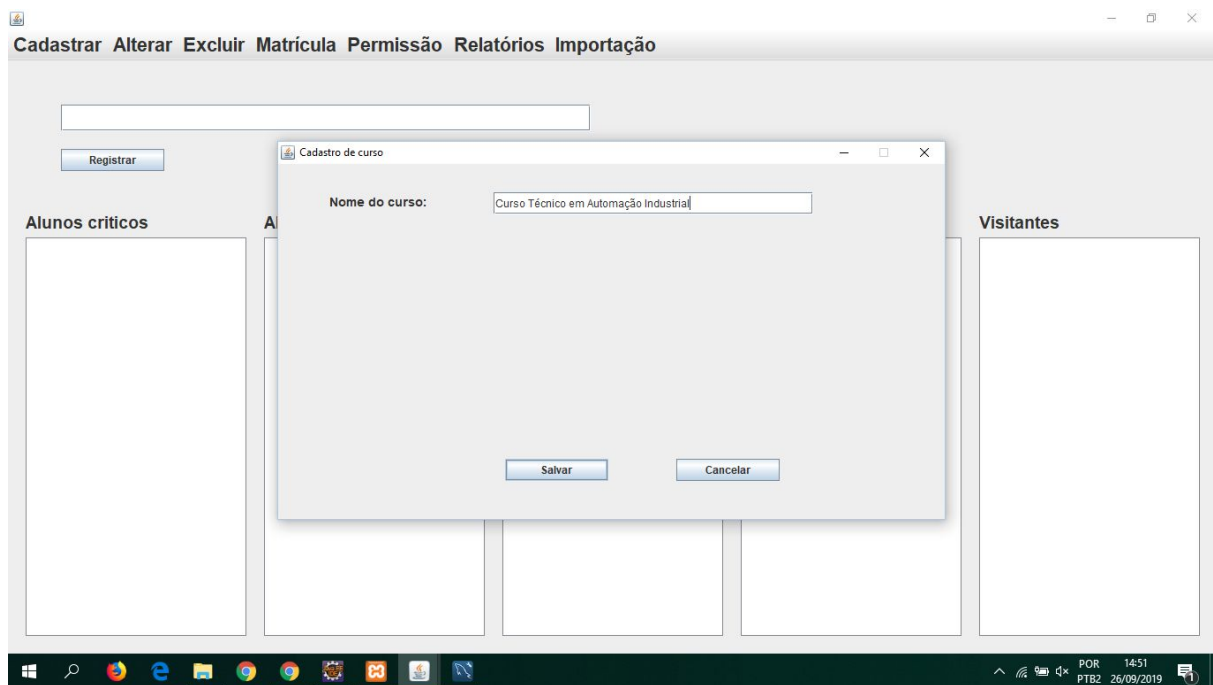 Cadastrar Alterar Excluir Matrícula Permissão Relatórios Importação
Registrar
Cadastro de curso
Nome do curso: Curso Técnico em Automação Industrial
Alunos criticos
Visitantes
Salvar Cancelar
POR 14:51
PTB2 26/09/2019